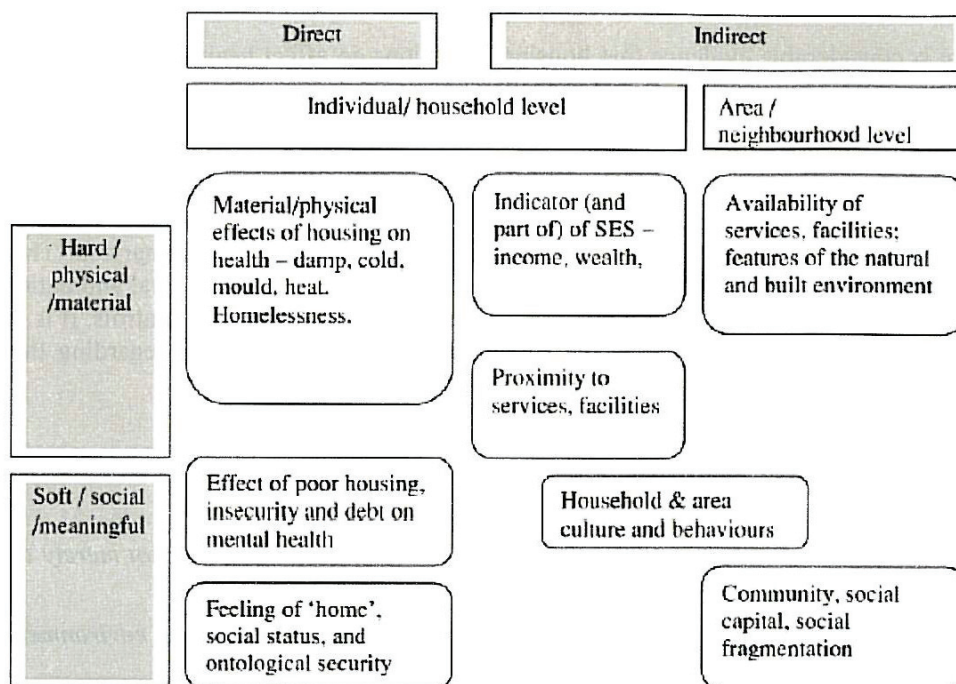 Direct
Indirect
Individual/ household level
Area /
neighbourhood level
Hard /
physical
/material
Material/physical
effects of housing on
health – damp, cold,
mould, heat.
Homelessness.
Indicator (and
part of) of SES –
income, wealth,
Availability of
services, facilities;
features of the natural
and built environment
Proximity to
services, facilities
Soft / social
/meaningful
Effect of poor housing,
insecurity and debt on
mental health
Household & area
culture and behaviours
Feeling of ‘home’,
social status, and
ontological security
Community, social
capital, social
fragmentation